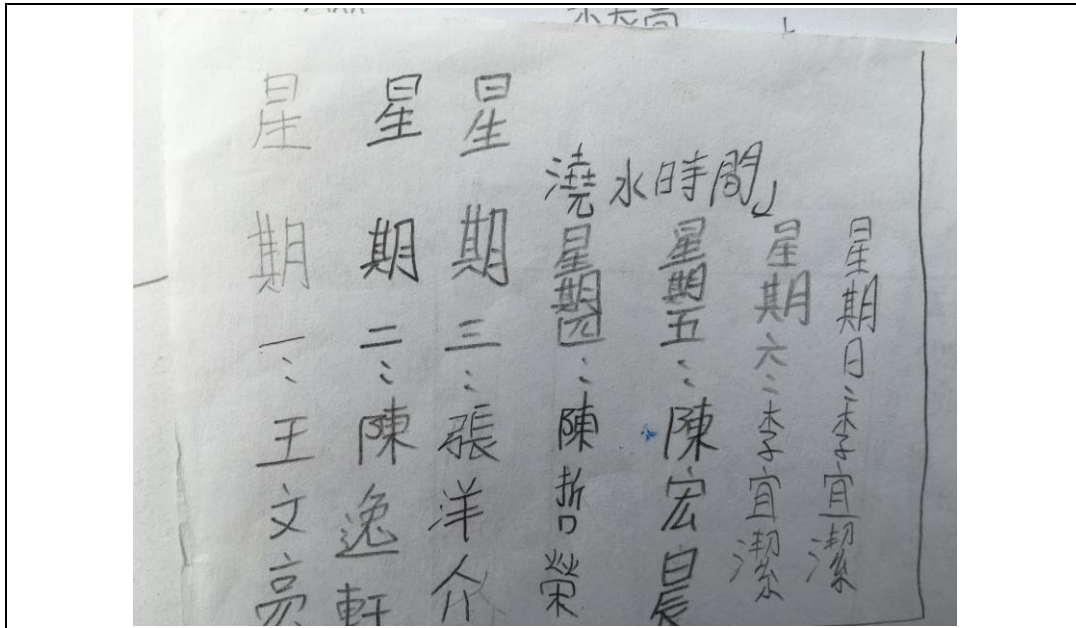 澆水時間
星期一：王文亮
星期二：陳逸軒
星期三：張洋介
星期四：陳哲榮
星期五：陳宏晨
星期六：李宜潔
星期日：李宜潔